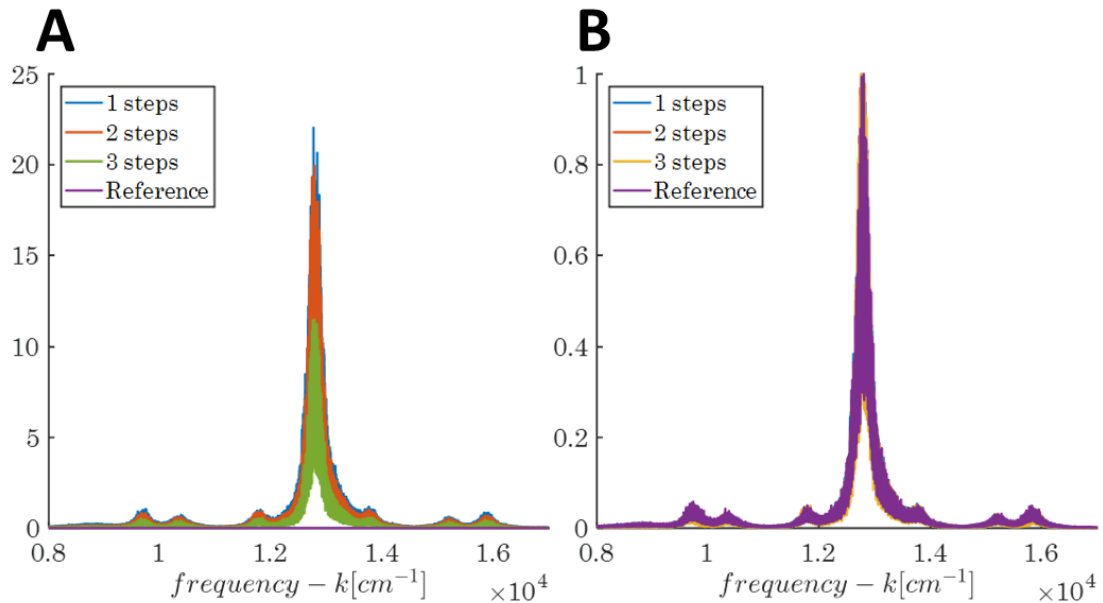 A
B
25
20
15
10
5
0
1 steps
2 steps
3 steps
Reference
0.8
1
1.2
1.4
1.6
×10⁴
frequency − k[cm⁻¹]
1
0.8
0.6
0.4
0.2
0
1 steps
2 steps
3 steps
Reference
0.8
1
1.2
1.4
1.6
×10⁴
frequency − k[cm⁻¹]